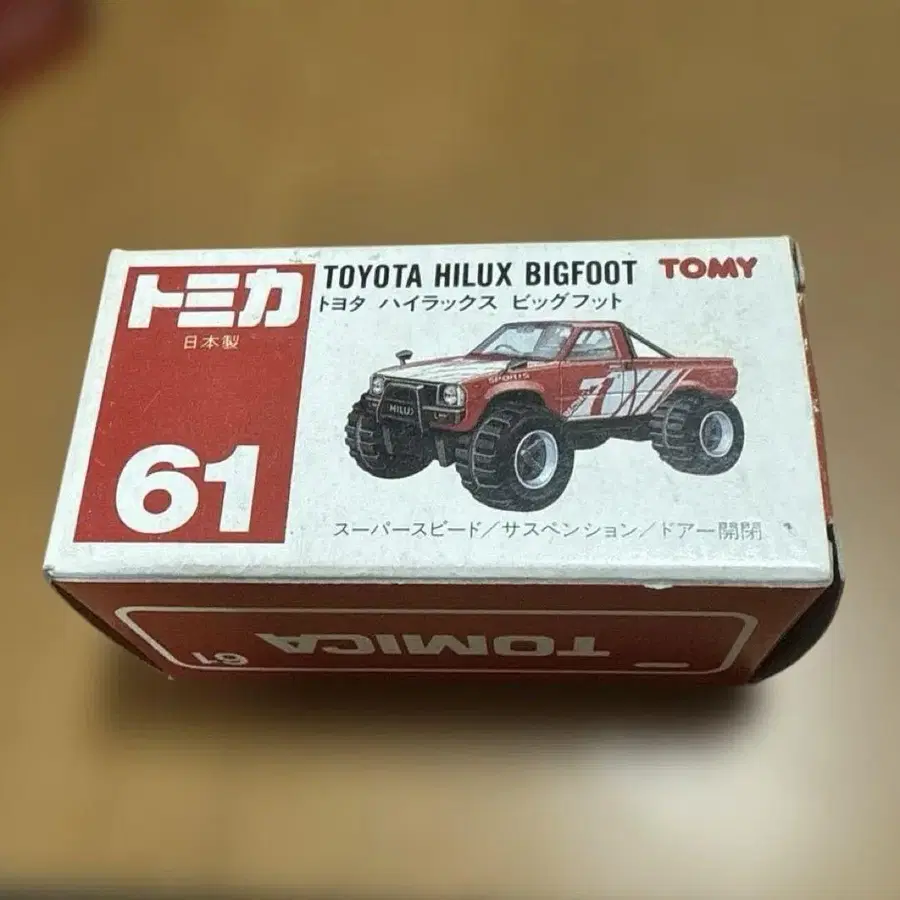 トミカ
日本製
61
TOYOTA HILUX BIGFOOT TOMY
トヨタ ハイラックス ビッグフット
SPORTS
71
HILUX
スーパースピード/サスペンション/ドアー開閉
TOMICA 61